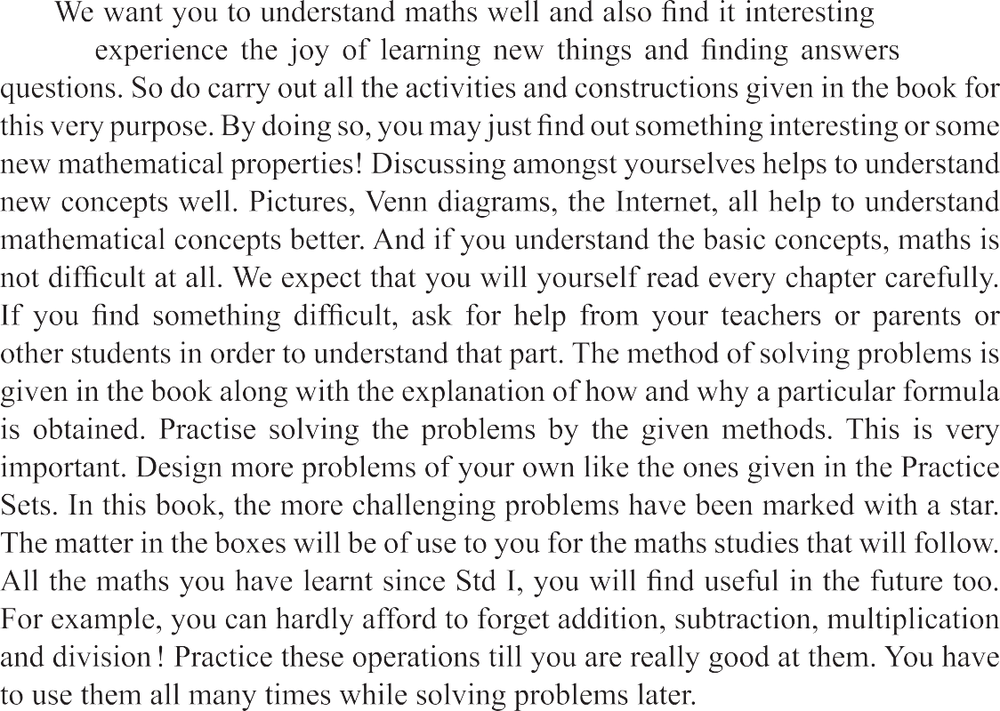 We want you to understand maths well and also find it interesting
experience the joy of learning new things and finding answers
questions. So do carry out all the activities and constructions given in the book for
this very purpose. By doing so, you may just find out something interesting or some
new mathematical properties! Discussing amongst yourselves helps to understand
new concepts well. Pictures, Venn diagrams, the Internet, all help to understand
mathematical concepts better. And if you understand the basic concepts, maths is
not difficult at all. We expect that you will yourself read every chapter carefully.
If you find something difficult, ask for help from your teachers or parents or
other students in order to understand that part. The method of solving problems is
given in the book along with the explanation of how and why a particular formula
is obtained. Practise solving the problems by the given methods. This is very
important. Design more problems of your own like the ones given in the Practice
Sets. In this book, the more challenging problems have been marked with a star.
The matter in the boxes will be of use to you for the maths studies that will follow.
All the maths you have learnt since Std I, you will find useful in the future too.
For example, you can hardly afford to forget addition, subtraction, multiplication
and division ! Practice these operations till you are really good at them. You have
to use them all many times while solving problems later.